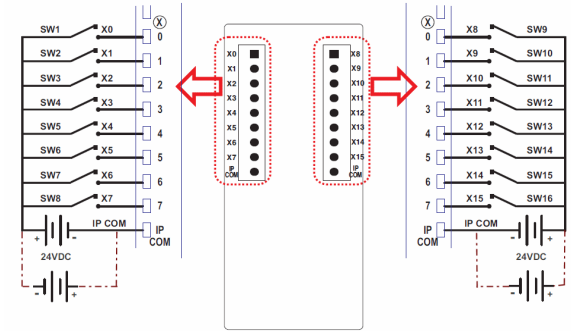 X X
SW1 X0 0 X0 X8 0 X8 SW9
SW2 X1 1 X1 X9 1 X9 SW10
SW3 X2 2 X2 X10 2 X10 SW11
SW4 X3 3 X3 X11 3 X11 SW12
SW5 X4 4 X4 X12 4 X12 SW13
SW6 X5 5 X5 X13 5 X13 SW14
SW7 X6 6 X6 X14 6 X14 SW15
SW8 X7 7 X7 X15 7 X15 SW16
IP COM IP COM IP COM
+ - IP COM IP COM IP COM - +
24VDC 24VDC
- + - +